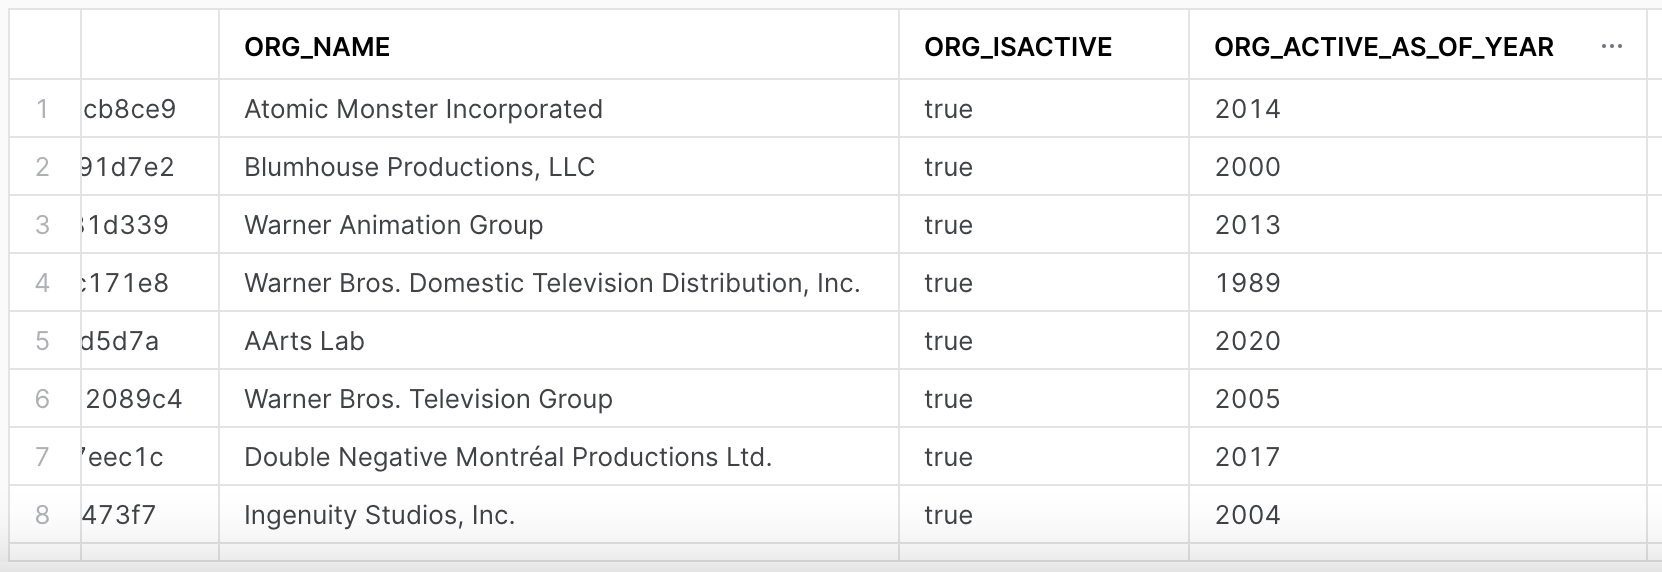 ORG_NAME ORG_ISACTIVE ORG_ACTIVE_AS_OF_YEAR ...
1 cb8ce9 Atomic Monster Incorporated true 2014
2 91d7e2 Blumhouse Productions, LLC true 2000
3 1d339 Warner Animation Group true 2013
4 c171e8 Warner Bros. Domestic Television Distribution, Inc. true 1989
5 d5d7a AArts Lab true 2020
6 2089c4 Warner Bros. Television Group true 2005
7 7eec1c Double Negative Montréal Productions Ltd. true 2017
8 473f7 Ingenuity Studios, Inc. true 2004